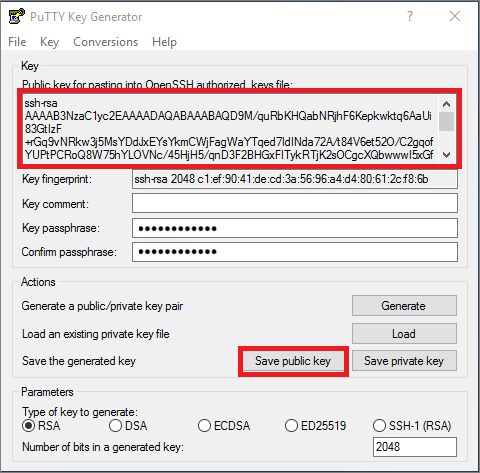 PuTTY Key Generator
File Key Conversions Help
Key
Public key for pasting into OpenSSH authorized_keys file:
ssh-rsa
AAAAB3NzaC1yc2EAAAADAQABAAABAQD9M/quRbKHQabNRjhF6Kepkwktq6AaUi
83GtIzF
+rGq9vNRkw3j5MsYDdJxEYsYkmCWjFagWaYTqed7ldINda72A/t84V6et52O/C2gqof
YUPtPCRoQ8W75hYLOVNc/45HjH5/qnD3F2BHGxFlTykRTjK2sOCgcXQbwwwI5xGf
Key fingerprint: ssh-rsa 2048 c1:ef:90:41:de:cd:3a:56:96:a4:d4:80:61:2c:f8:6b
Key comment:
Key passphrase: ●●●●●●●●●●●●
Confirm passphrase: ●●●●●●●●●●●●
Actions
Generate a public/private key pair Generate
Load an existing private key file Load
Save the generated key Save public key Save private key
Parameters
Type of key to generate:
RSA DSA ECDSA ED25519 SSH-1 (RSA)
Number of bits in a generated key: 2048